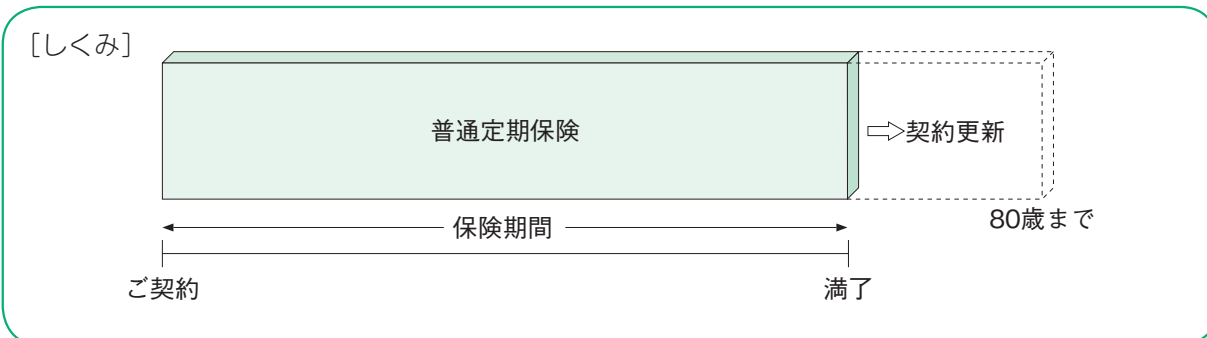 [しくみ]
普通定期保険
⇨契約更新
保険期間
80歳まで
ご契約
満了